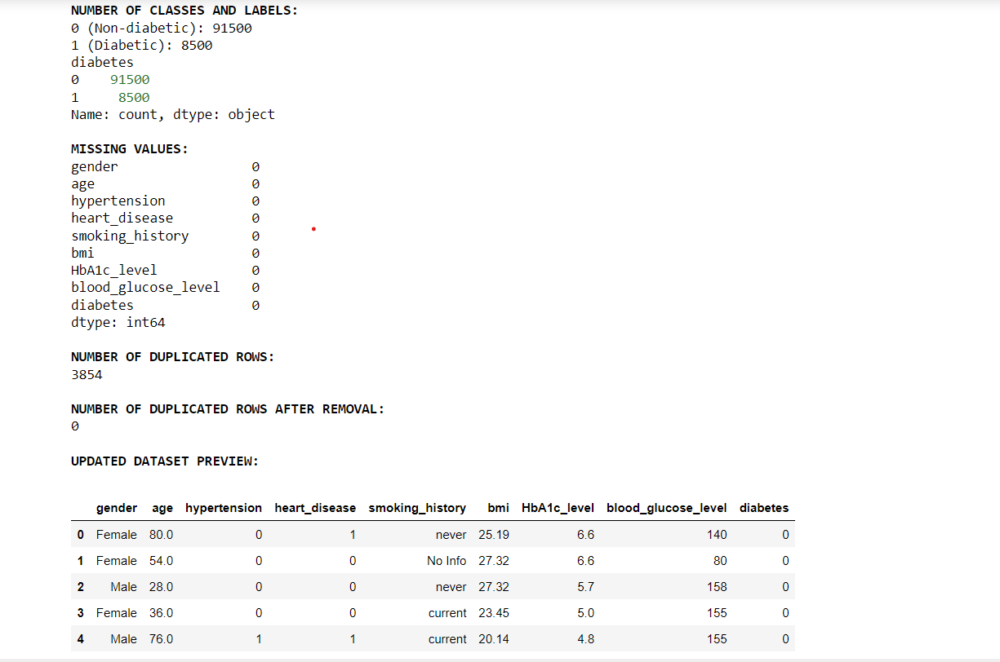 NUMBER OF CLASSES AND LABELS:
0 (Non-diabetic): 91500
1 (Diabetic): 8500
diabetes
0    91500
1     8500
Name: count, dtype: object
MISSING VALUES:
gender                 0
age                    0
hypertension           0
heart_disease          0
smoking_history        0
bmi                    0
HbA1c_level            0
blood_glucose_level    0
diabetes               0
dtype: int64
NUMBER OF DUPLICATED ROWS:
3854
NUMBER OF DUPLICATED ROWS AFTER REMOVAL:
0
UPDATED DATASET PREVIEW:
gender age hypertension heart_disease smoking_history bmi HbA1c_level blood_glucose_level diabetes
0 Female 80.0 0 1 never 25.19 6.6 140 0
1 Female 54.0 0 0 No Info 27.32 6.6 80 0
2 Male 28.0 0 0 never 27.32 5.7 158 0
3 Female 36.0 0 0 current 23.45 5.0 155 0
4 Male 76.0 1 1 current 20.14 4.8 155 0